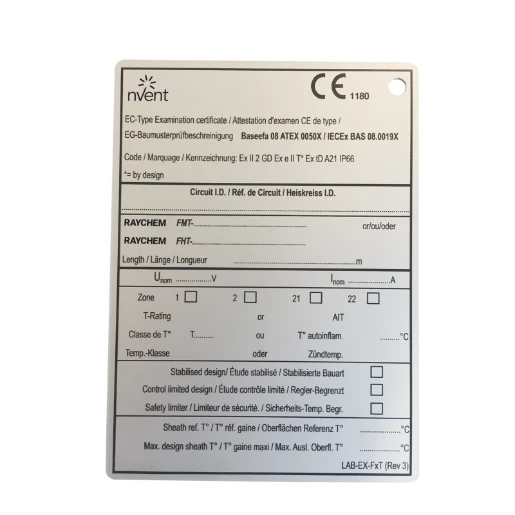 nvent
CE 1180
EC-Type Examination certificate / Attestation d'examen CE de type /
EG-Baumusterprüfbescheinigung Baseefa 08 ATEX 0050X / IECEx BAS 08.0019X
Code / Marquage / Kennzeichnung: Ex II 2 GD Ex e II T* Ex tD A21 IP66
*= by design
Circuit I.D. / Réf. de Circuit / Heiskreiss I.D.
RAYCHEM FMT-........................ or/ou/oder
RAYCHEM FHT-........................
Length / Länge / Longueur ........................m
Unom ............V Inom ............A
Zone 1 2 21 22
T-Rating or AIT
Classe de T° T......... ou T° autoinflam. .........°C
Temp.-Klasse oder Zündtemp.
Stabilised design/ Étude stabilisé / Stabilisierte Bauart
Control limited design / Étude contrôle limité / Regler-Begrenzt
Safety limiter / Limiteur de sécurité. / Sicherheits-Temp. Begr.
Sheath ref. T° / T° réf. gaine / Oberflächen Referenz T° ............°C
Max. design sheath T° / T° gaine maxi / Max. Ausl. Oberfl. T° ............°C
LAB-EX-FxT (Rev 3)